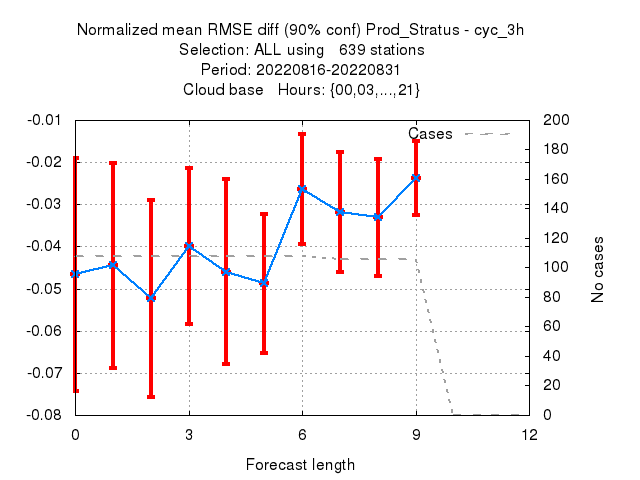 Normalized mean RMSE diff (90% conf) Prod_Stratus - cyc_3h
Selection: ALL using   639 stations
Period: 20220816-20220831
Cloud base   Hours: {00,03,...,21}
Cases
-0.01
-0.02
-0.03
-0.04
-0.05
-0.06
-0.07
-0.08
200
180
160
140
120
100
80
60
40
20
0
No cases
0 3 6 9 12
Forecast length